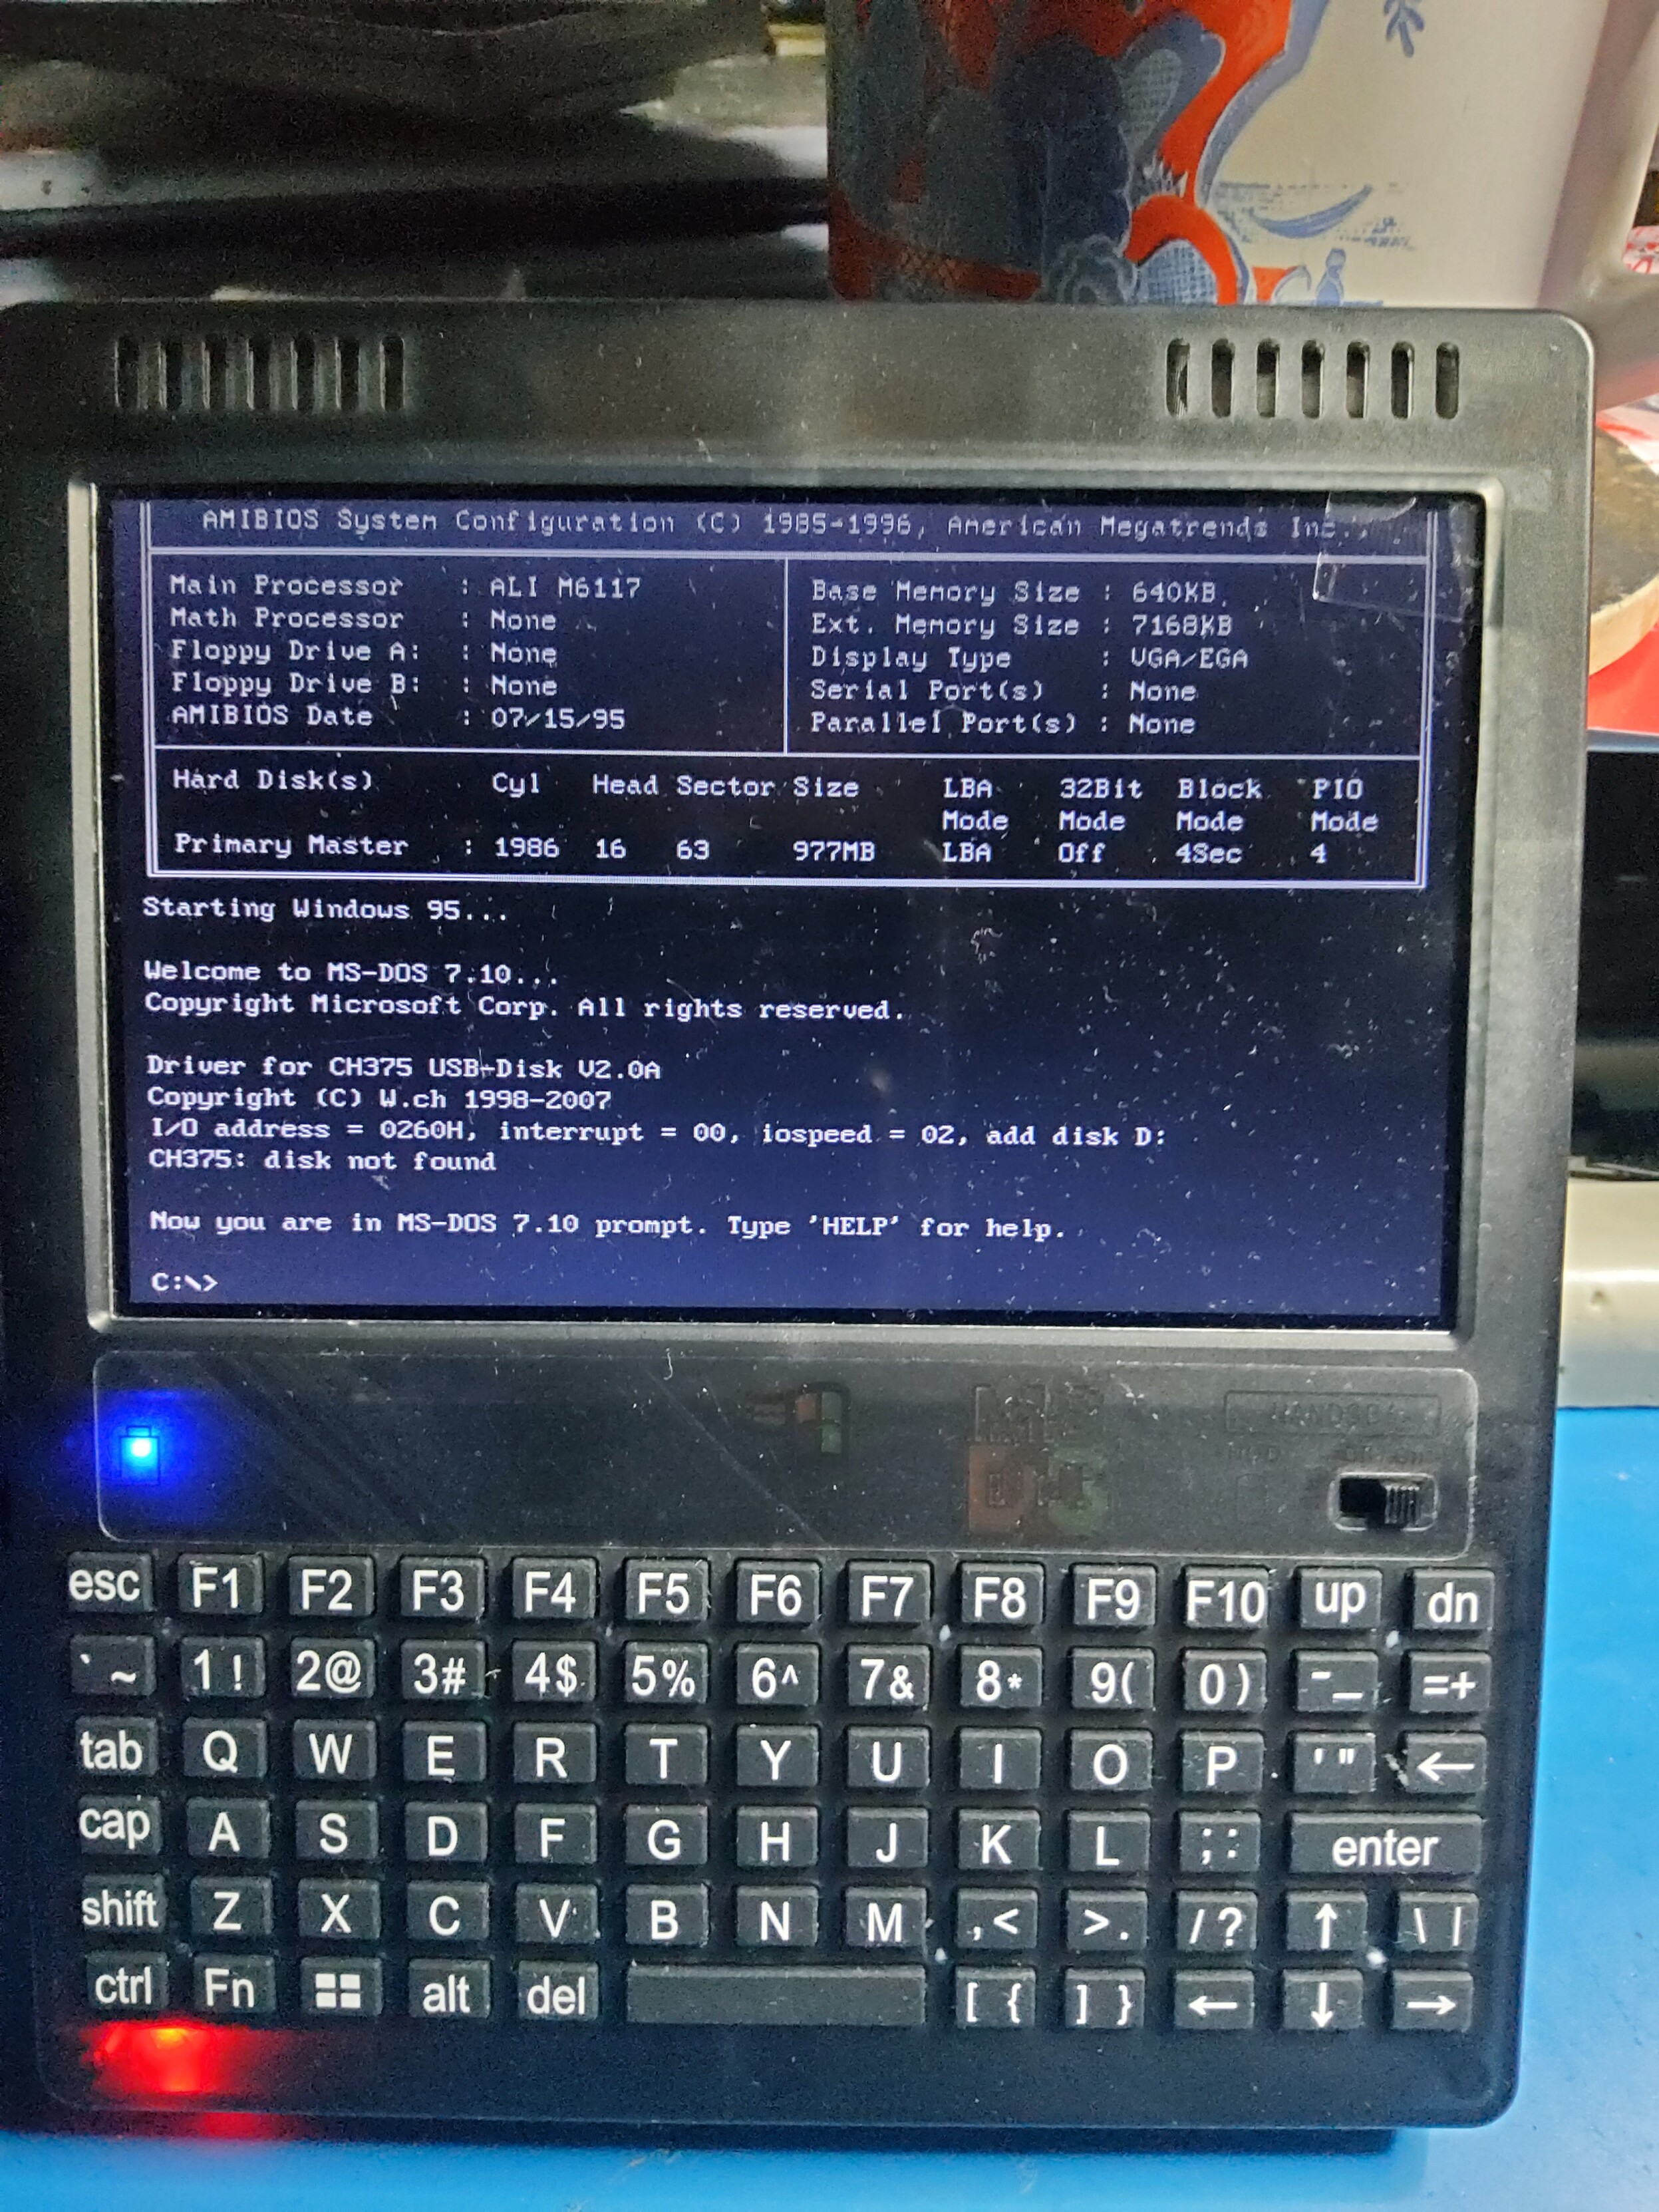 AMIBIOS System Configuration (C) 1985-1996, American Megatrends Inc.,
Main Processor : ALI M6117 Base Memory Size : 640KB
Math Processor : None Ext. Memory Size : 7168KB
Floppy Drive A: : None Display Type : VGA/EGA
Floppy Drive B: : None Serial Port(s) : None
AMIBIOS Date : 07/15/95 Parallel Port(s) : None
Hard Disk(s) Cyl Head Sector Size LBA 32Bit Block PIO
Mode Mode Mode Mode
Primary Master : 1986 16 63 977MB LBA Off 4Sec 4
Starting Windows 95...
Welcome to MS-DOS 7.10...
Copyright Microsoft Corp. All rights reserved.
Driver for CH375 USB-Disk V2.0A
Copyright (C) W.ch 1998-2007
I/O address = 0260H, interrupt = 00, iospeed = 02, add disk D:
CH375: disk not found
Now you are in MS-DOS 7.10 prompt. Type 'HELP' for help.
C:\>
esc F1 F2 F3 F4 F5 F6 F7 F8 F9 F10 up dn
` ~ 1 ! 2@ 3# 4$ 5% 6^ 7& 8* 9( 0) -_ =+
tab Q W E R T Y U I O P ' " ←
cap A S D F G H J K L ; : enter
shift Z X C V B N M ,< >. / ? ↑ \ |
ctrl Fn alt del [ { ] } ← ↓ →